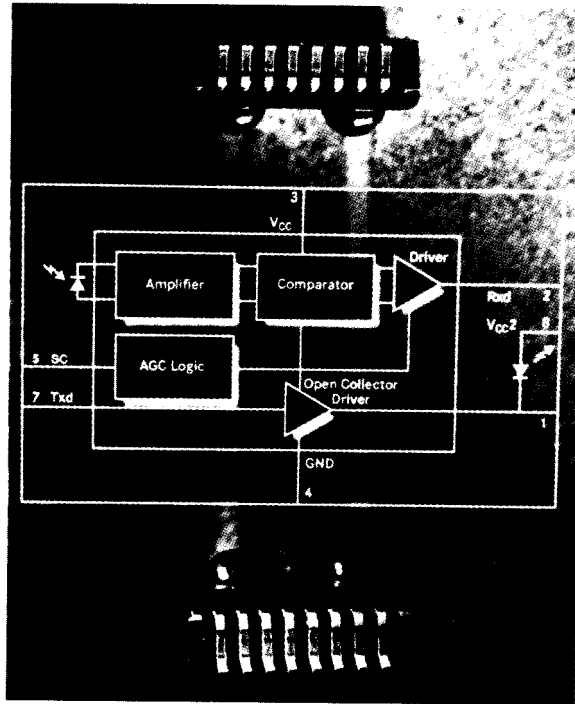 3
VCC
Driver
Amplifier
Comparator
Rxd 2
VCC2 8
5 SC
AGC Logic
7 Txd
Open Collector
Driver
1
GND
4